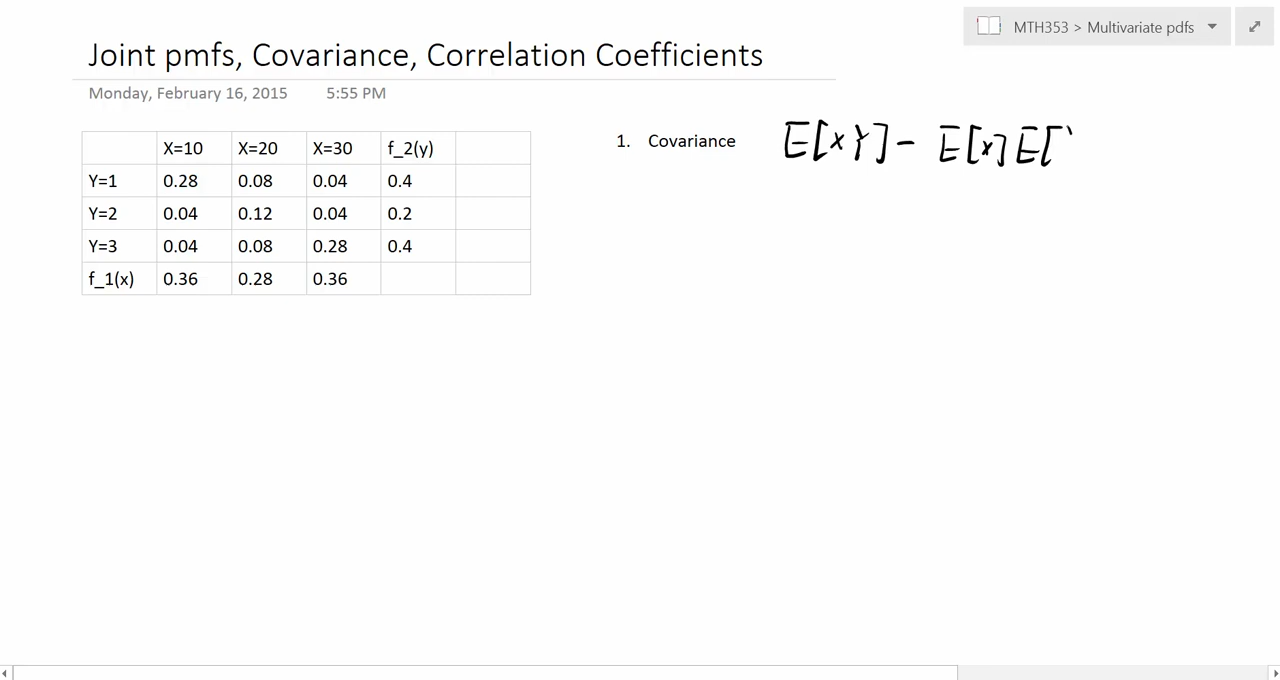 MTH353 > Multivariate pdfs
Joint pmfs, Covariance, Correlation Coefficients
Monday, February 16, 2015 5:55 PM
X=10 X=20 X=30 f_2(y)
Y=1 0.28 0.08 0.04 0.4
Y=2 0.04 0.12 0.04 0.2
Y=3 0.04 0.08 0.28 0.4
f_1(x) 0.36 0.28 0.36
1. Covariance E[XY] - E[X] E[